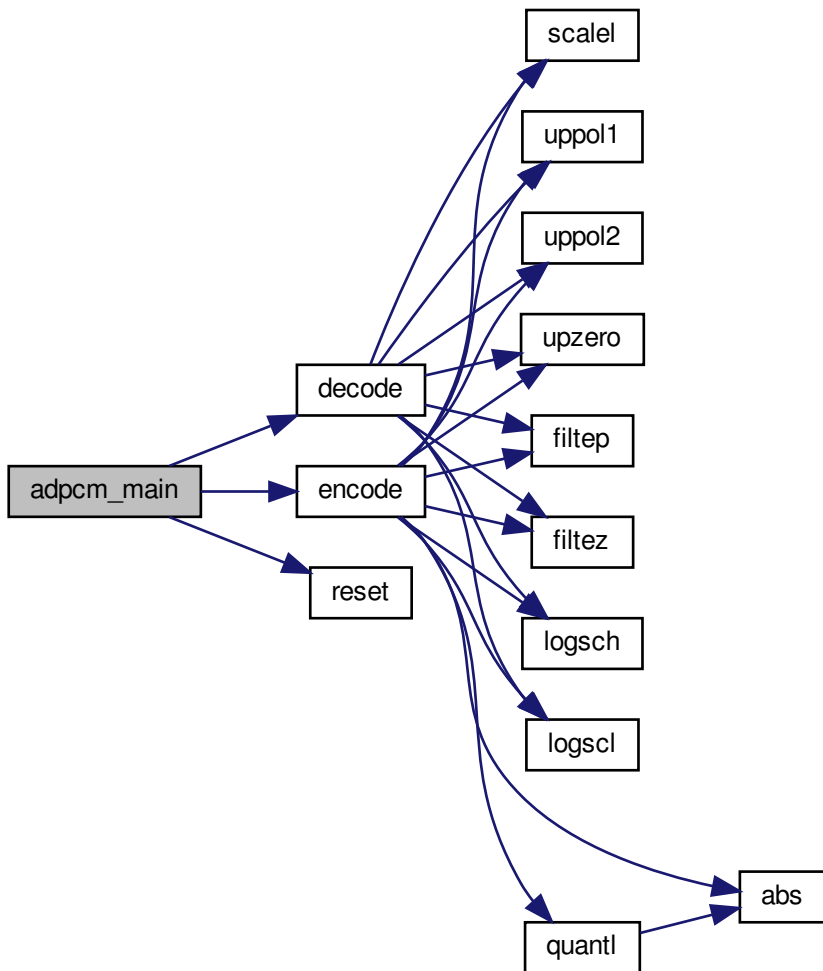 scalel
uppol1
uppol2
upzero
decode
filtep
adpcm_main
encode
filtez
reset
logsch
logscl
abs
quantl